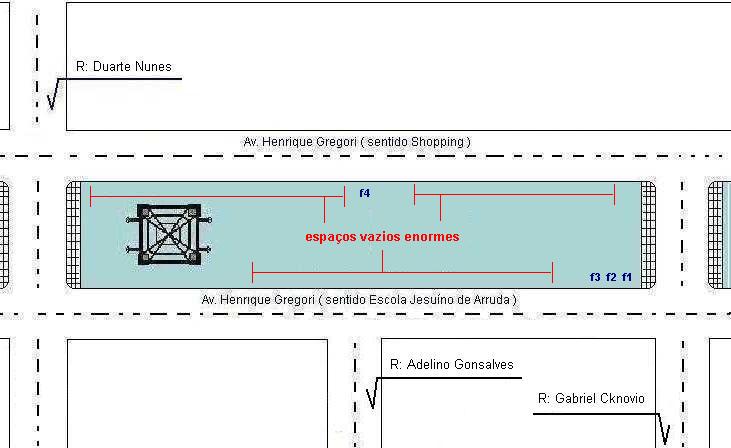 R: Duarte Nunes
Av. Henrique Gregori ( sentido Shopping )
f4
espaços vazios enormes
f3 f2 f1
Av. Henrique Gregori ( sentido Escola Jesuíno de Arruda )
R: Adelino Gonsalves
R: Gabriel Cknovio